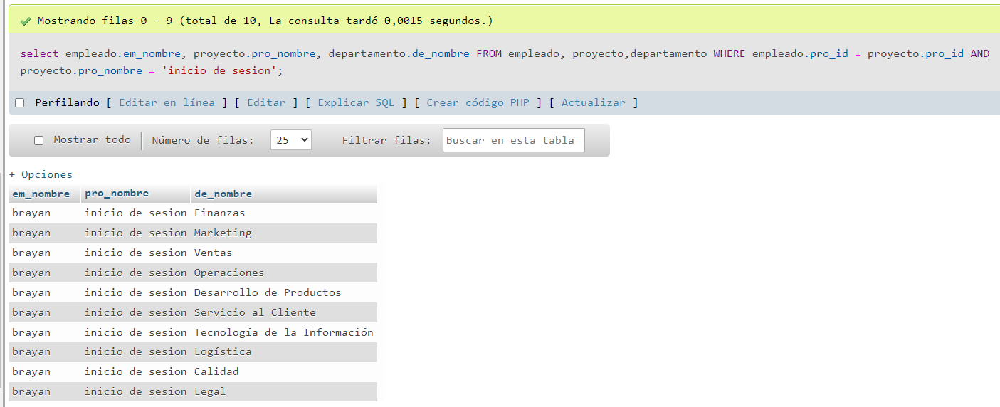 Mostrando filas 0 - 9 (total de 10, La consulta tardó 0,0015 segundos.)
select empleado.em_nombre, proyecto.pro_nombre, departamento.de_nombre FROM empleado, proyecto,departamento WHERE empleado.pro_id = proyecto.pro_id AND
proyecto.pro_nombre = 'inicio de sesion';
Perfilando [ Editar en línea ] [ Editar ] [ Explicar SQL ] [ Crear código PHP ] [ Actualizar ]
Mostrar todo Número de filas: 25 Filtrar filas: Buscar en esta tabla
+ Opciones
em_nombre pro_nombre de_nombre
brayan inicio de sesion Finanzas
brayan inicio de sesion Marketing
brayan inicio de sesion Ventas
brayan inicio de sesion Operaciones
brayan inicio de sesion Desarrollo de Productos
brayan inicio de sesion Servicio al Cliente
brayan inicio de sesion Tecnología de la Información
brayan inicio de sesion Logística
brayan inicio de sesion Calidad
brayan inicio de sesion Legal